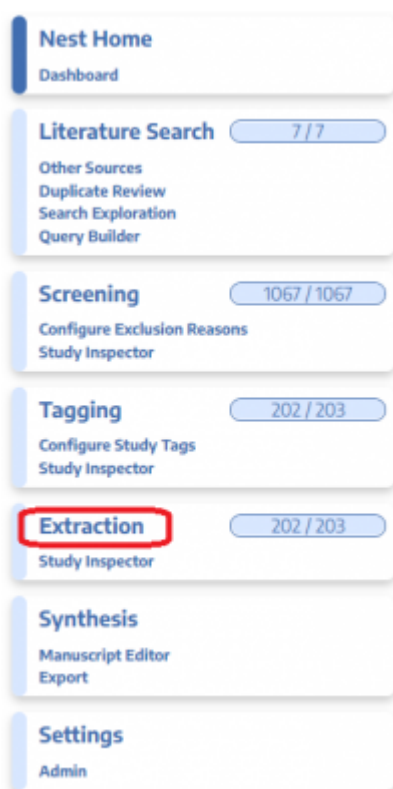 Nest Home
Dashboard
Literature Search 7 / 7
Other Sources
Duplicate Review
Search Exploration
Query Builder
Screening 1067 / 1067
Configure Exclusion Reasons
Study Inspector
Tagging 202 / 203
Configure Study Tags
Study Inspector
Extraction 202 / 203
Study Inspector
Synthesis
Manuscript Editor
Export
Settings
Admin